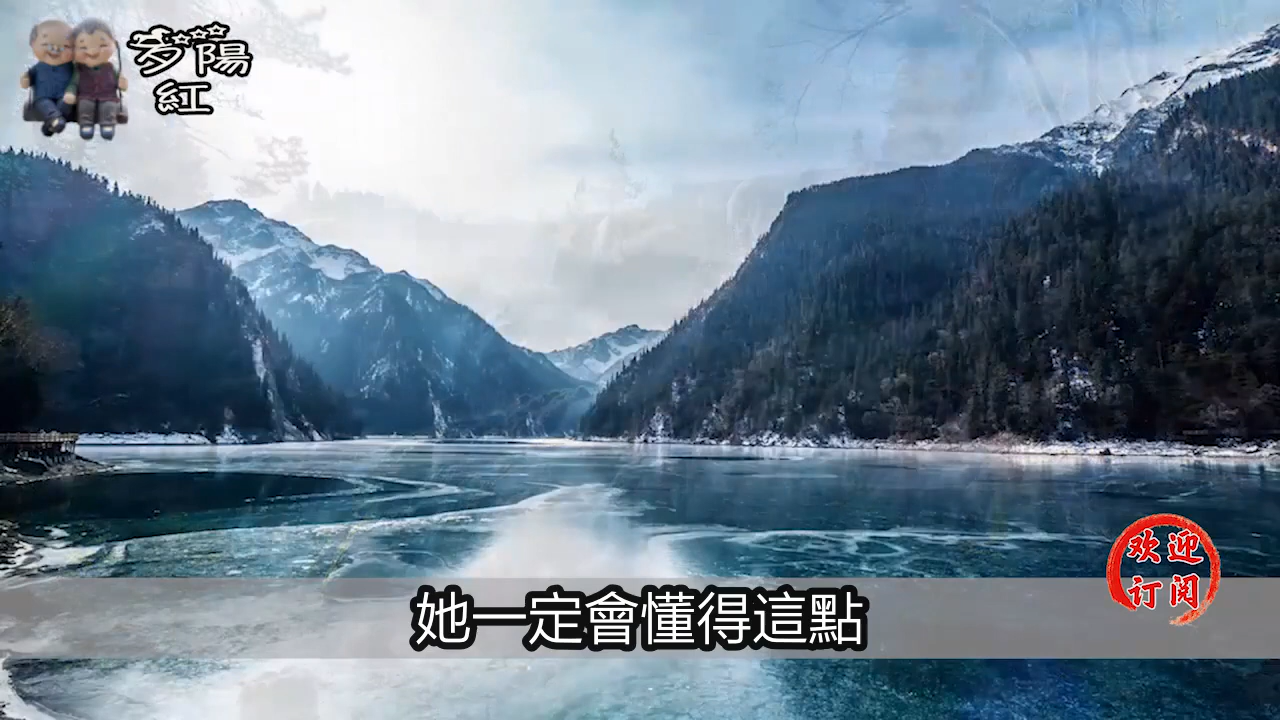 夕陽
紅
欢迎
订阅
她一定會懂得這點